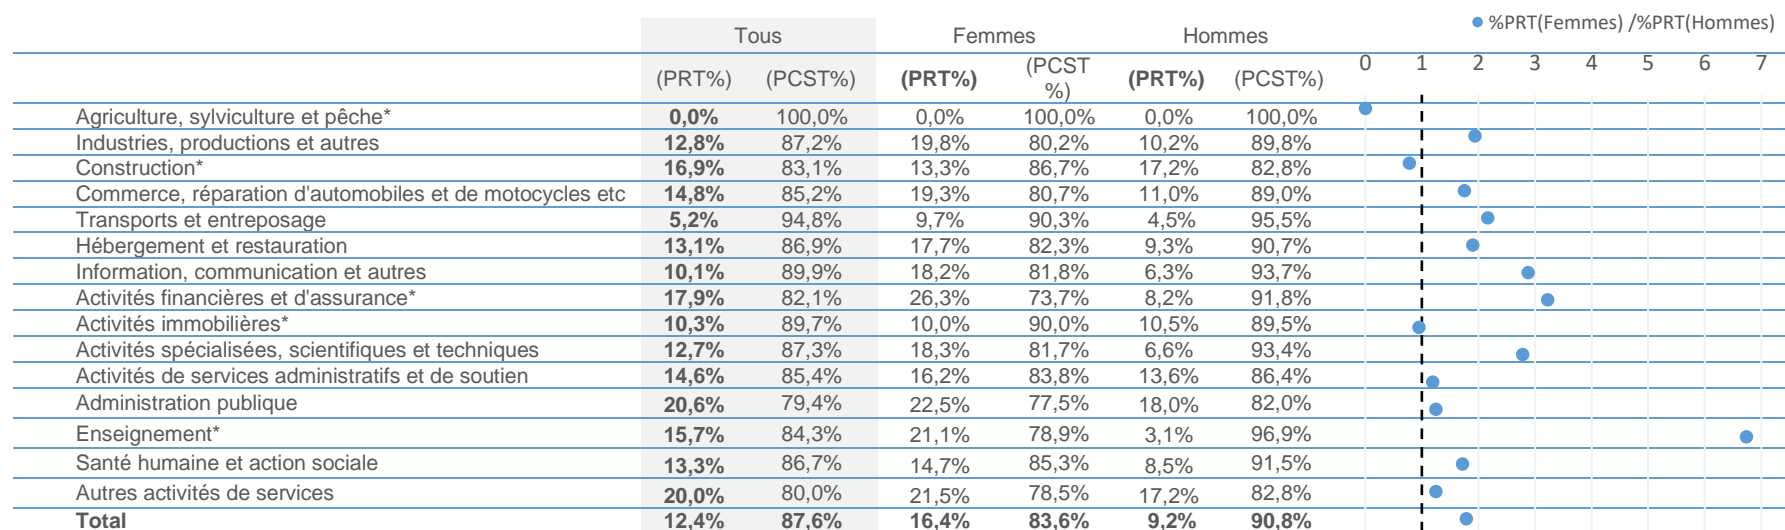 %PRT(Femmes) /%PRT(Hommes)
Tous Femmes Hommes
(PRT%) (PCST%) (PRT%) (PCST %) (PRT%) (PCST%) 0 1 2 3 4 5 6 7
Agriculture, sylviculture et pêche* 0,0% 100,0% 0,0% 100,0% 0,0% 100,0%
Industries, productions et autres 12,8% 87,2% 19,8% 80,2% 10,2% 89,8%
Construction* 16,9% 83,1% 13,3% 86,7% 17,2% 82,8%
Commerce, réparation d'automobiles et de motocycles etc 14,8% 85,2% 19,3% 80,7% 11,0% 89,0%
Transports et entreposage 5,2% 94,8% 9,7% 90,3% 4,5% 95,5%
Hébergement et restauration 13,1% 86,9% 17,7% 82,3% 9,3% 90,7%
Information, communication et autres 10,1% 89,9% 18,2% 81,8% 6,3% 93,7%
Activités financières et d'assurance* 17,9% 82,1% 26,3% 73,7% 8,2% 91,8%
Activités immobilières* 10,3% 89,7% 10,0% 90,0% 10,5% 89,5%
Activités spécialisées, scientifiques et techniques 12,7% 87,3% 18,3% 81,7% 6,6% 93,4%
Activités de services administratifs et de soutien 14,6% 85,4% 16,2% 83,8% 13,6% 86,4%
Administration publique 20,6% 79,4% 22,5% 77,5% 18,0% 82,0%
Enseignement* 15,7% 84,3% 21,1% 78,9% 3,1% 96,9%
Santé humaine et action sociale 13,3% 86,7% 14,7% 85,3% 8,5% 91,5%
Autres activités de services 20,0% 80,0% 21,5% 78,5% 17,2% 82,8%
Total 12,4% 87,6% 16,4% 83,6% 9,2% 90,8%